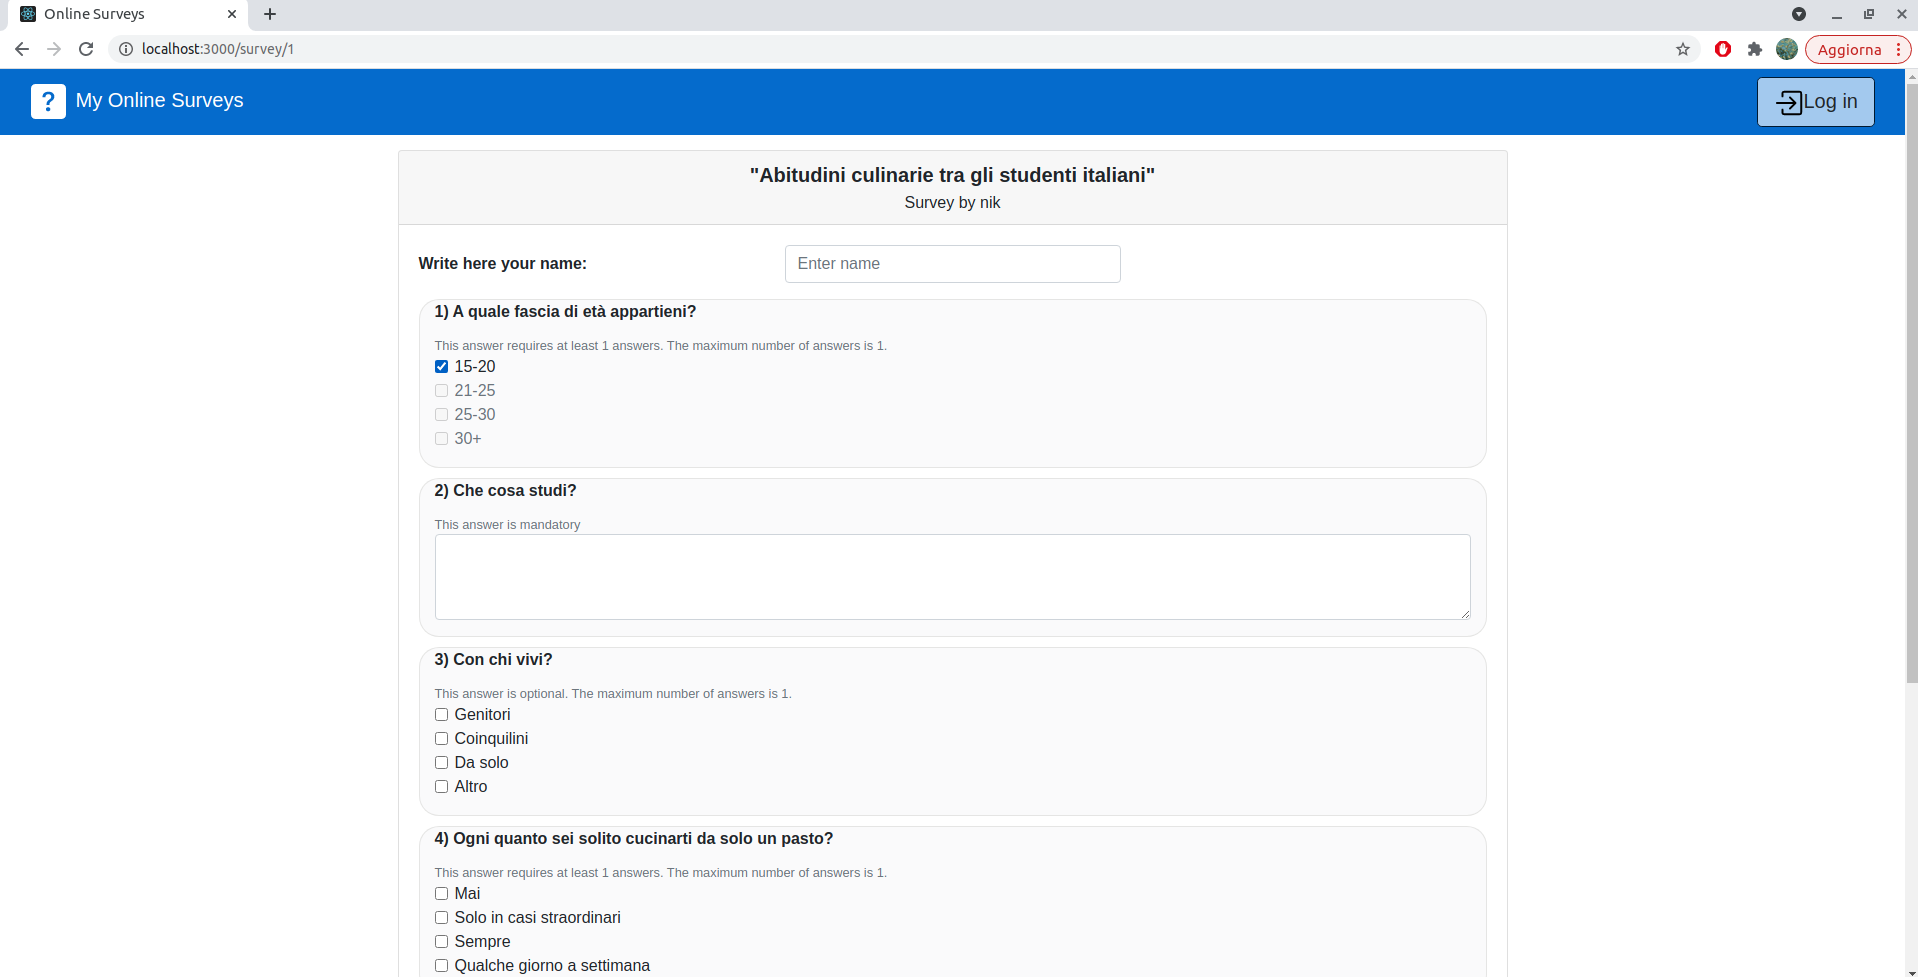 Online Surveys
localhost:3000/survey/1
Aggiorna
? My Online Surveys
Log in
"Abitudini culinarie tra gli studenti italiani"
Survey by nik
Write here your name:
Enter name
1) A quale fascia di età appartieni?
This answer requires at least 1 answers. The maximum number of answers is 1.
15-20
21-25
25-30
30+
2) Che cosa studi?
This answer is mandatory
3) Con chi vivi?
This answer is optional. The maximum number of answers is 1.
Genitori
Coinquilini
Da solo
Altro
4) Ogni quanto sei solito cucinarti da solo un pasto?
This answer requires at least 1 answers. The maximum number of answers is 1.
Mai
Solo in casi straordinari
Sempre
Qualche giorno a settimana